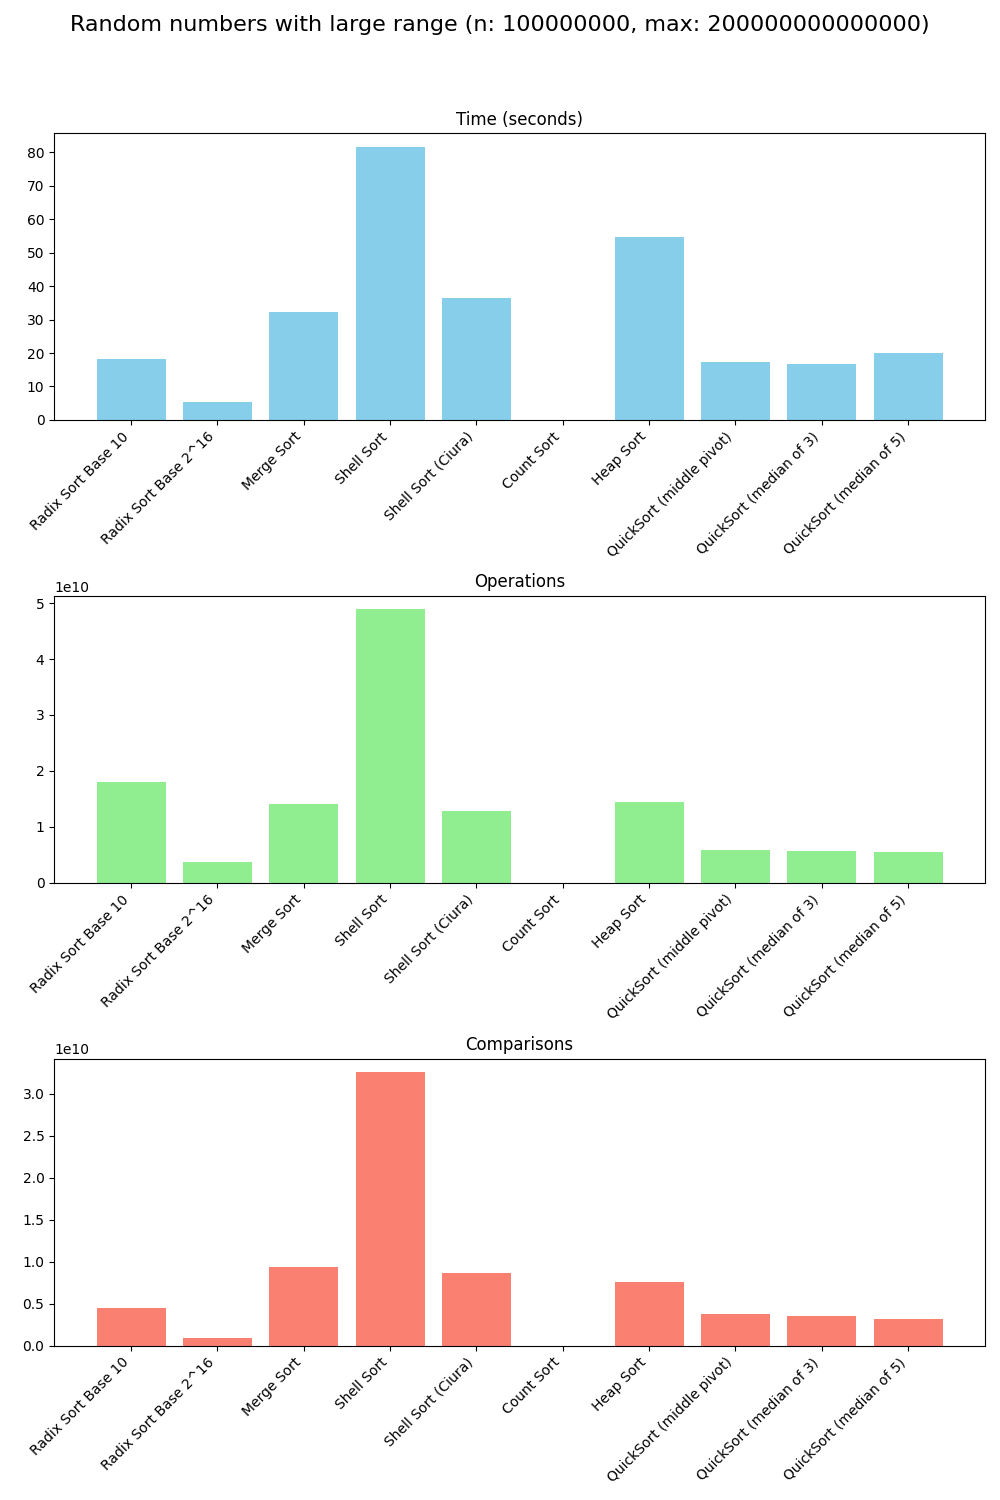 Random numbers with large range (n: 100000000, max: 200000000000000)
Time (seconds)
80
70
60
50
40
30
20
10
0
Radix Sort Base 10
Radix Sort Base 2^16
Merge Sort
Shell Sort
Shell Sort (Ciura)
Count Sort
Heap Sort
QuickSort (middle pivot)
QuickSort (median of 3)
QuickSort (median of 5)
Operations
1e10
5
4
3
2
1
0
Radix Sort Base 10
Radix Sort Base 2^16
Merge Sort
Shell Sort
Shell Sort (Ciura)
Count Sort
Heap Sort
QuickSort (middle pivot)
QuickSort (median of 3)
QuickSort (median of 5)
Comparisons
1e10
3.0
2.5
2.0
1.5
1.0
0.5
0.0
Radix Sort Base 10
Radix Sort Base 2^16
Merge Sort
Shell Sort
Shell Sort (Ciura)
Count Sort
Heap Sort
QuickSort (middle pivot)
QuickSort (median of 3)
QuickSort (median of 5)